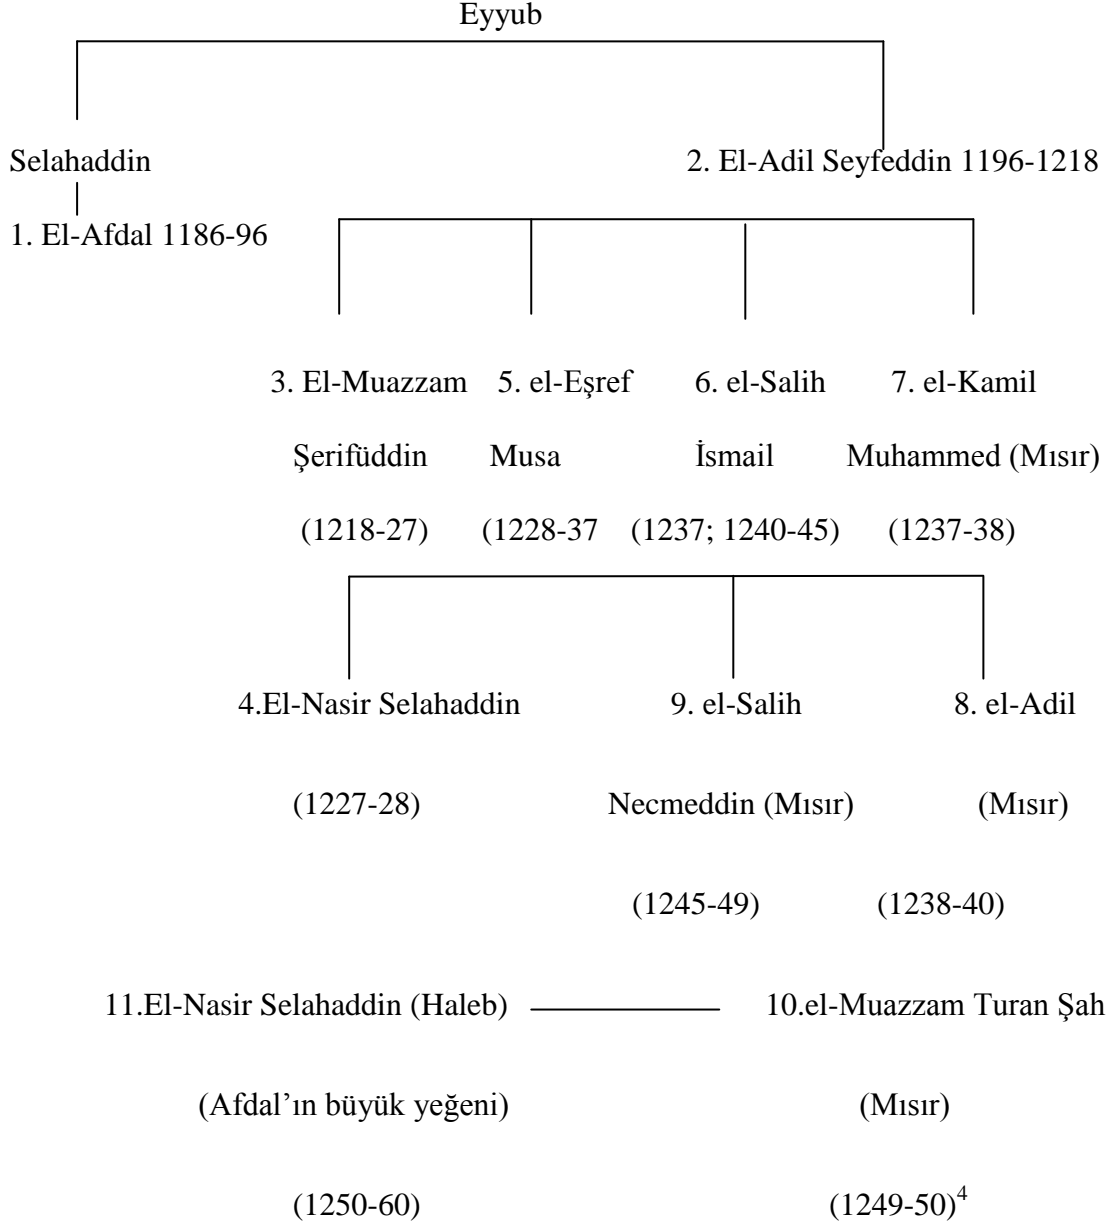 Eyyub
Selahaddin 2. El-Adil Seyfeddin 1196-1218
1. El-Afdal 1186-96
3. El-Muazzam 5. el-Eşref 6. el-Salih 7. el-Kamil
Şerifüddin Musa İsmail Muhammed (Mısır)
(1218-27) (1228-37 (1237; 1240-45) (1237-38)
4.El-Nasir Selahaddin 9. el-Salih 8. el-Adil
(1227-28) Necmeddin (Mısır) (Mısır)
(1245-49) (1238-40)
11.El-Nasir Selahaddin (Haleb) 10.el-Muazzam Turan Şah
(Afdal’ın büyük yeğeni) (Mısır)
(1250-60) (1249-50)4